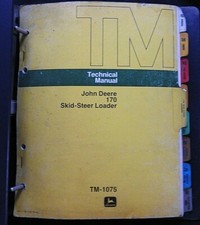 TM
Technical
Manual
John Deere
170
Skid-Steer Loader
TM-1075